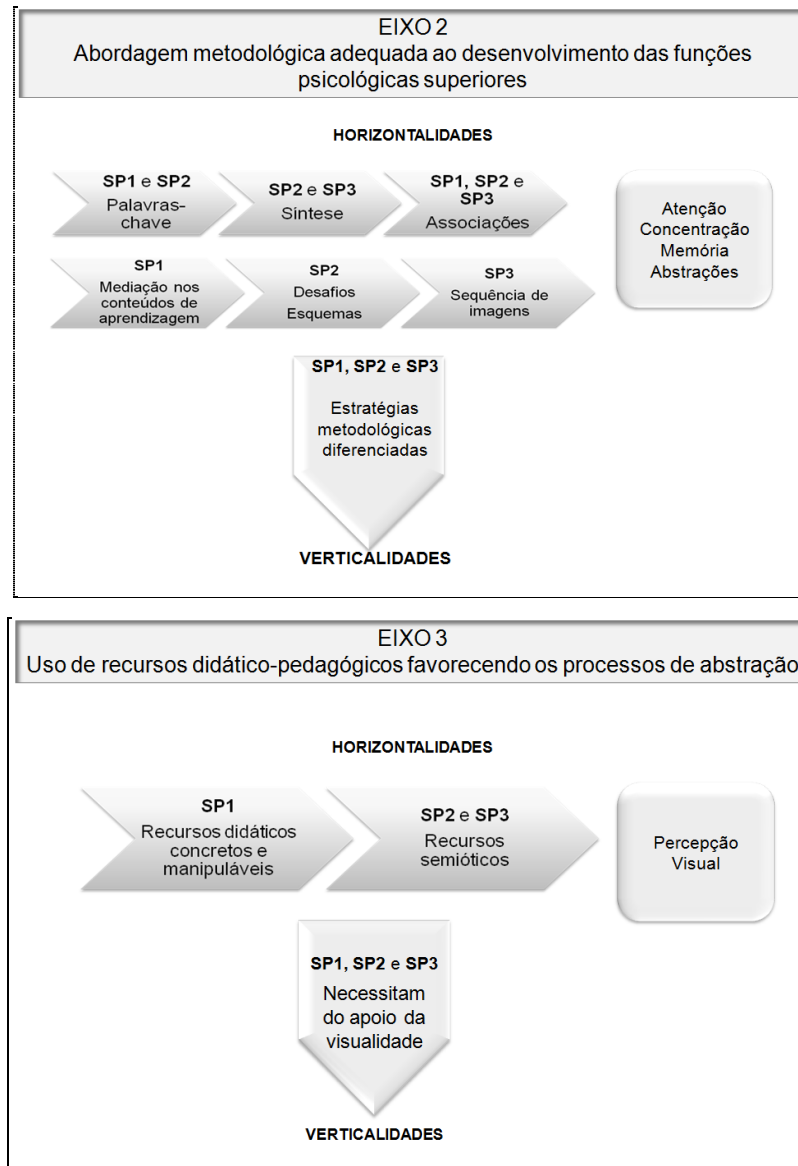 EIXO 2
Abordagem metodológica adequada ao desenvolvimento das funções
psicológicas superiores
HORIZONTALIDADES
SP1 e SP2
Palavras-
chave
SP2 e SP3
Síntese
SP1, SP2 e
SP3
Associações
Atenção
Concentração
Memória
Abstrações
SP1
Mediação nos
conteúdos de
aprendizagem
SP2
Desafios
Esquemas
SP3
Sequência de
imagens
SP1, SP2 e SP3
Estratégias
metodológicas
diferenciadas
VERTICALIDADES
EIXO 3
Uso de recursos didático-pedagógicos favorecendo os processos de abstração
HORIZONTALIDADES
SP1
Recursos didáticos
concretos e
manipuláveis
SP2 e SP3
Recursos
semióticos
Percepção
Visual
SP1, SP2 e SP3
Necessitam
do apoio da
visualidade
VERTICALIDADES